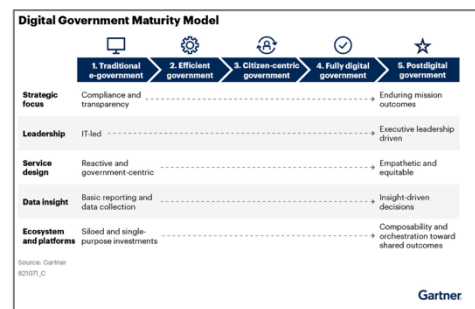 Digital Government Maturity Model
1. Traditional e-government
2. Efficient government
3. Citizen-centric government
4. Fully digital government
5. Postdigital government
Strategic focus
Compliance and transparency
Enduring mission outcomes
Leadership
IT-led
Executive leadership driven
Service design
Reactive and government-centric
Empathetic and equitable
Data insight
Basic reporting and data collection
Insight-driven decisions
Ecosystem and platforms
Siloed and single-purpose investments
Composability and orchestration toward shared outcomes
Source: Gartner
821071_C
Gartner